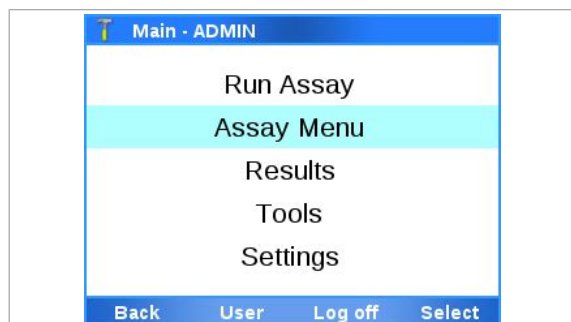 Main - ADMIN
Run Assay
Assay Menu
Results
Tools
Settings
Back User Log off Select